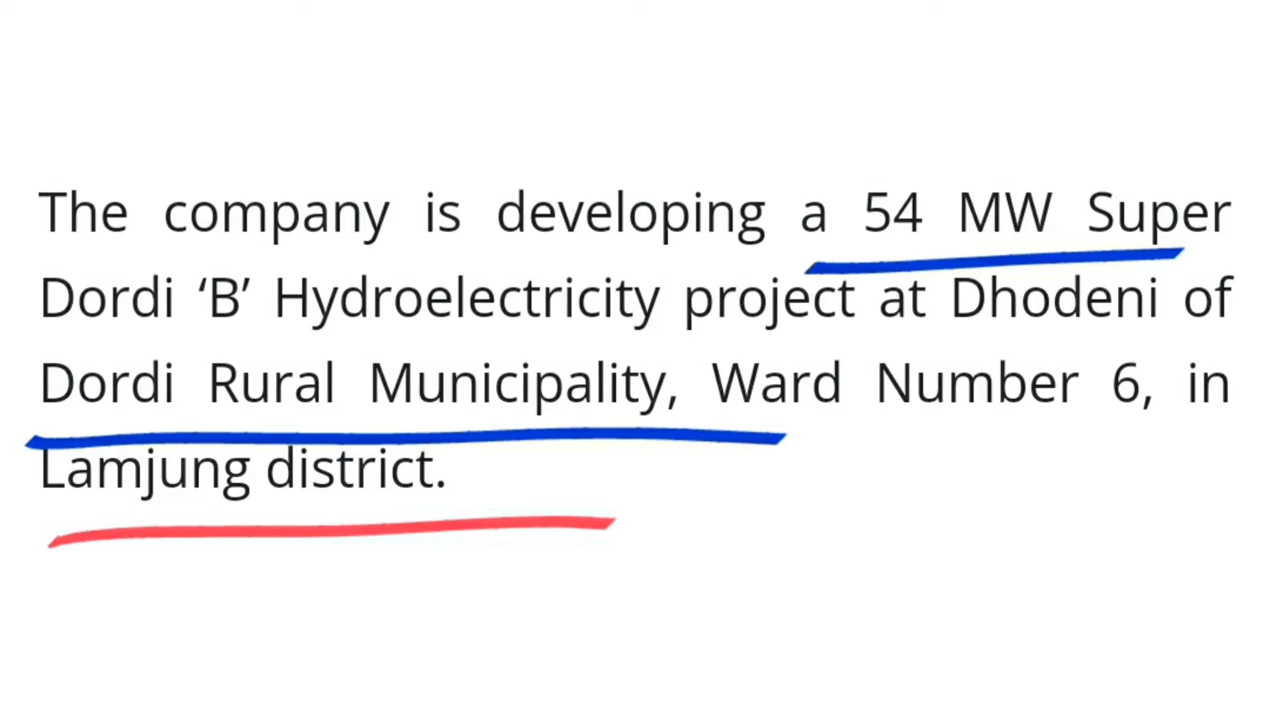 The company is developing a 54 MW Super
Dordi ‘B’ Hydroelectricity project at Dhodeni of
Dordi Rural Municipality, Ward Number 6, in
Lamjung district.